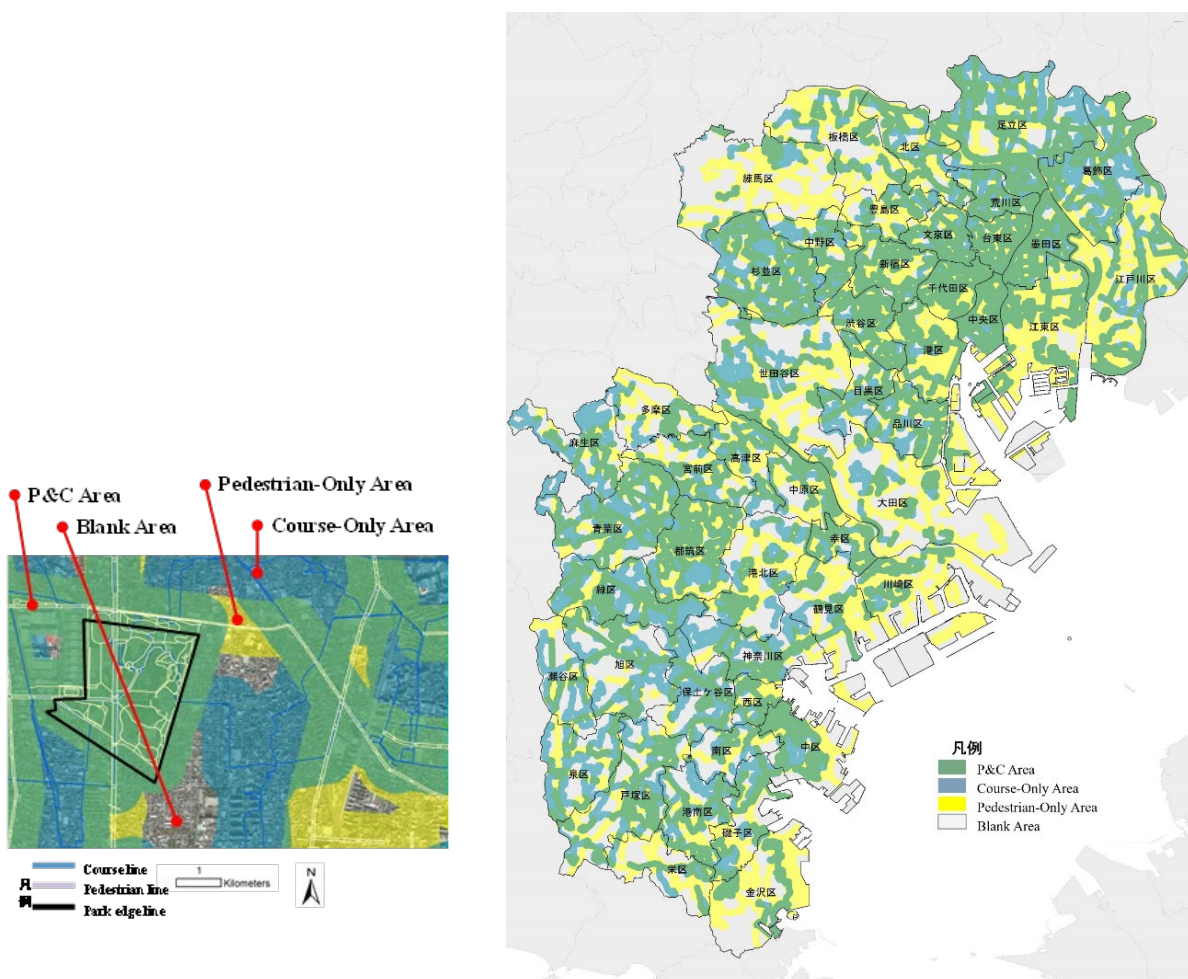 P&C Area
Blank Area
Pedestrian-Only Area
Course-Only Area
凡例
Course line
Pedestrian line
Park edge line
1
Kilometers
N
足立区
板橋区
北区
葛飾区
練馬区
荒川区
豊島区
文京区
台東区
墨田区
中野区
新宿区
杉並区
千代田区
江戸川区
中央区
江東区
渋谷区
港区
世田谷区
目黒区
品川区
多摩区
麻生区
高津区
宮前区
中原区
大田区
青葉区
都筑区
幸区
港北区
川崎区
緑区
鶴見区
神奈川区
旭区
瀬谷区
保土ケ谷区
西区
中区
南区
泉区
戸塚区
港南区
磯子区
栄区
金沢区
凡例
P&C Area
Course-Only Area
Pedestrian-Only Area
Blank Area